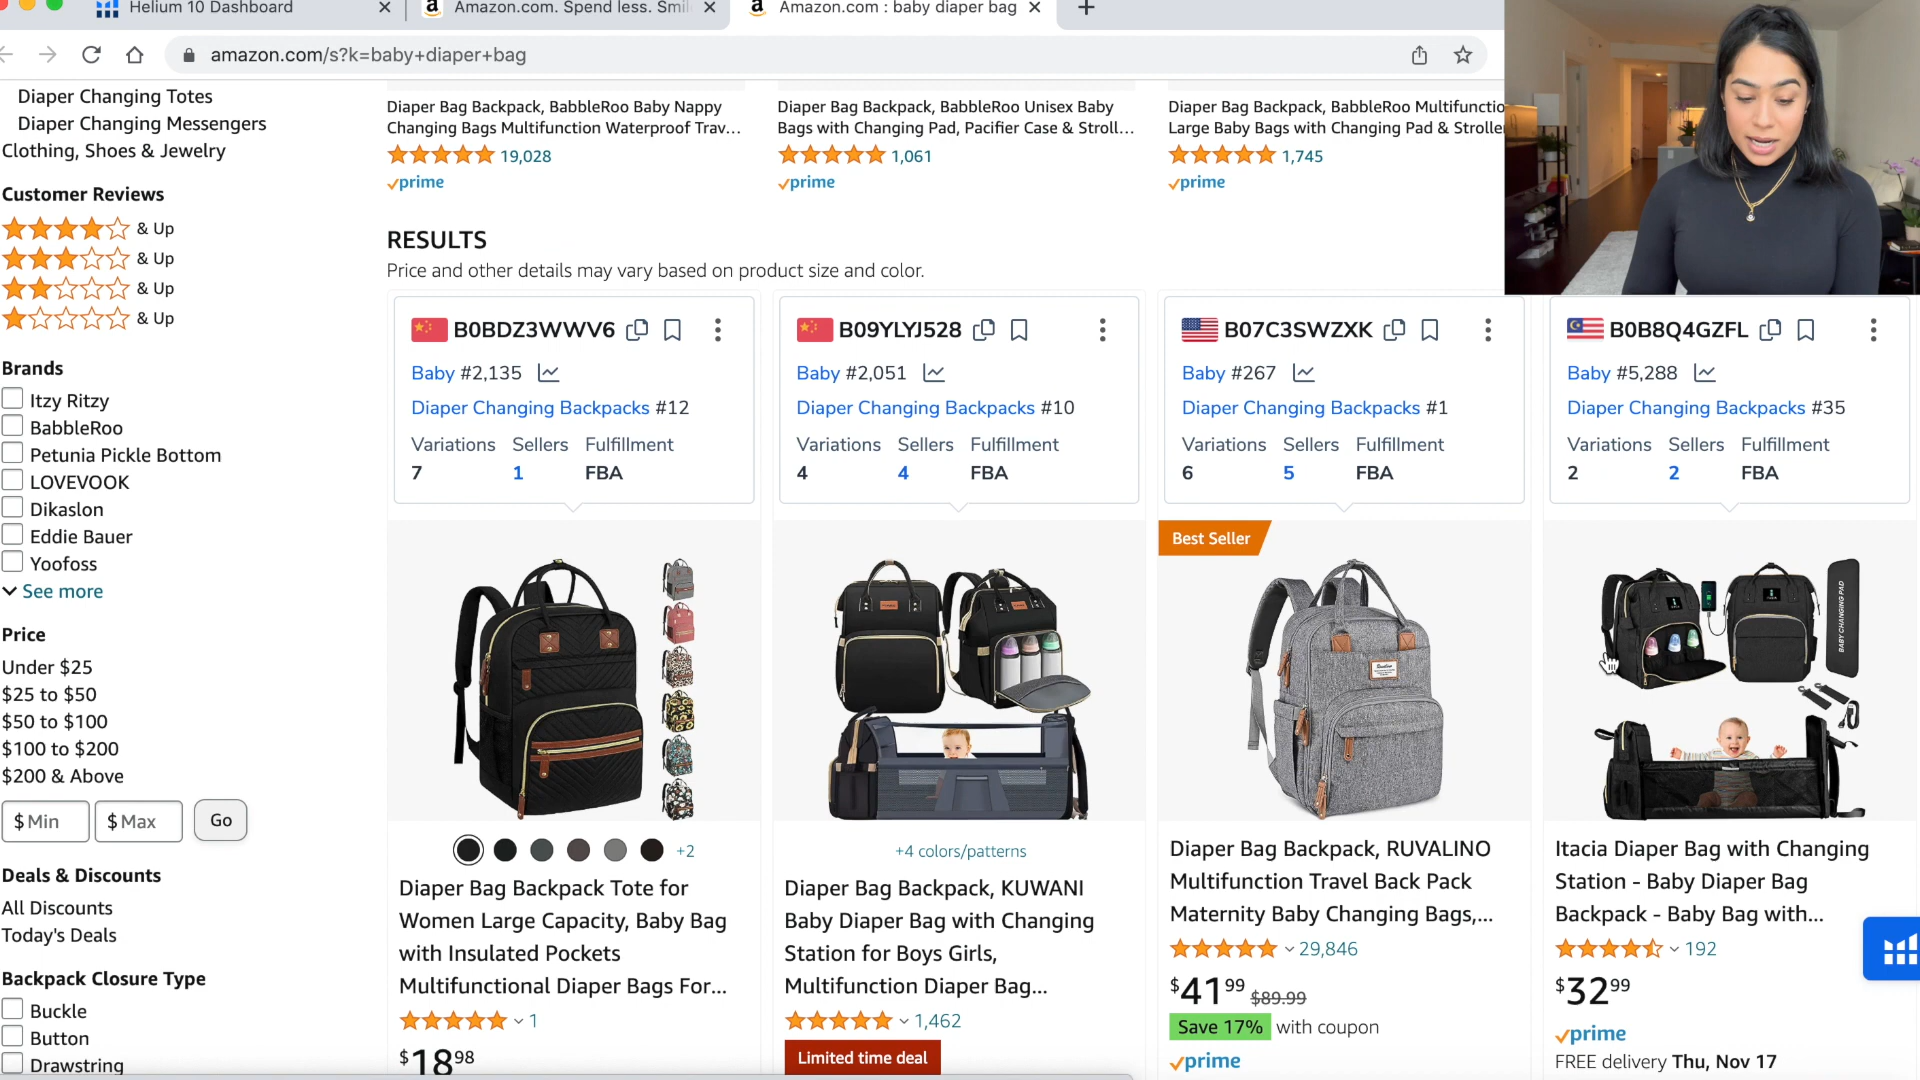 Helium 10 Dashboard
Amazon.com. Spend less. Smil
Amazon.com : baby diaper bag
amazon.com/s?k=baby+diaper+bag
Diaper Changing Totes
Diaper Changing Messengers
Clothing, Shoes & Jewelry
Customer Reviews
& Up
& Up
& Up
& Up
Brands
Itzy Ritzy
BabbleRoo
Petunia Pickle Bottom
LOVEVOOK
Dikaslon
Eddie Bauer
Yoofoss
See more
Price
Under $25
$25 to $50
$50 to $100
$100 to $200
$200 & Above
$ Min
$ Max
Go
Deals & Discounts
All Discounts
Today's Deals
Backpack Closure Type
Buckle
Button
Drawstring
Diaper Bag Backpack, BabbleRoo Baby Nappy
Changing Bags Multifunction Waterproof Trav...
19,028
prime
Diaper Bag Backpack, BabbleRoo Unisex Baby
Bags with Changing Pad, Pacifier Case & Stroll...
1,061
prime
Diaper Bag Backpack, BabbleRoo Multifunctio
Large Baby Bags with Changing Pad & Stroller
1,745
prime
RESULTS
Price and other details may vary based on product size and color.
B0BDZ3WWV6
Baby #2,135
Diaper Changing Backpacks #12
Variations Sellers Fulfillment
7 1 FBA
+2
Diaper Bag Backpack Tote for
Women Large Capacity, Baby Bag
with Insulated Pockets
Multifunctional Diaper Bags For...
1
$18 98
B09YLYJ528
Baby #2,051
Diaper Changing Backpacks #10
Variations Sellers Fulfillment
4 4 FBA
+4 colors/patterns
Diaper Bag Backpack, KUWANI
Baby Diaper Bag with Changing
Station for Boys Girls,
Multifunction Diaper Bag...
1,462
Limited time deal
B07C3SWZXK
Baby #267
Diaper Changing Backpacks #1
Variations Sellers Fulfillment
6 5 FBA
Best Seller
Diaper Bag Backpack, RUVALINO
Multifunction Travel Back Pack
Maternity Baby Changing Bags,...
29,846
$41 99 $89.99
Save 17% with coupon
prime
B0B8Q4GZFL
Baby #5,288
Diaper Changing Backpacks #35
Variations Sellers Fulfillment
2 2 FBA
BABY CHANGING PAD
Itacia Diaper Bag with Changing
Station - Baby Diaper Bag
Backpack - Baby Bag with...
192
$32 99
prime
FREE delivery Thu, Nov 17